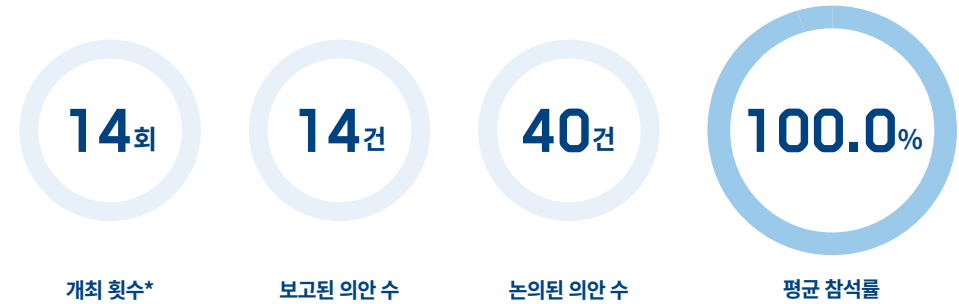 14회
14건
40건
100.0%
개최 횟수*
보고된 의안 수
논의된 의안 수
평균 참석률